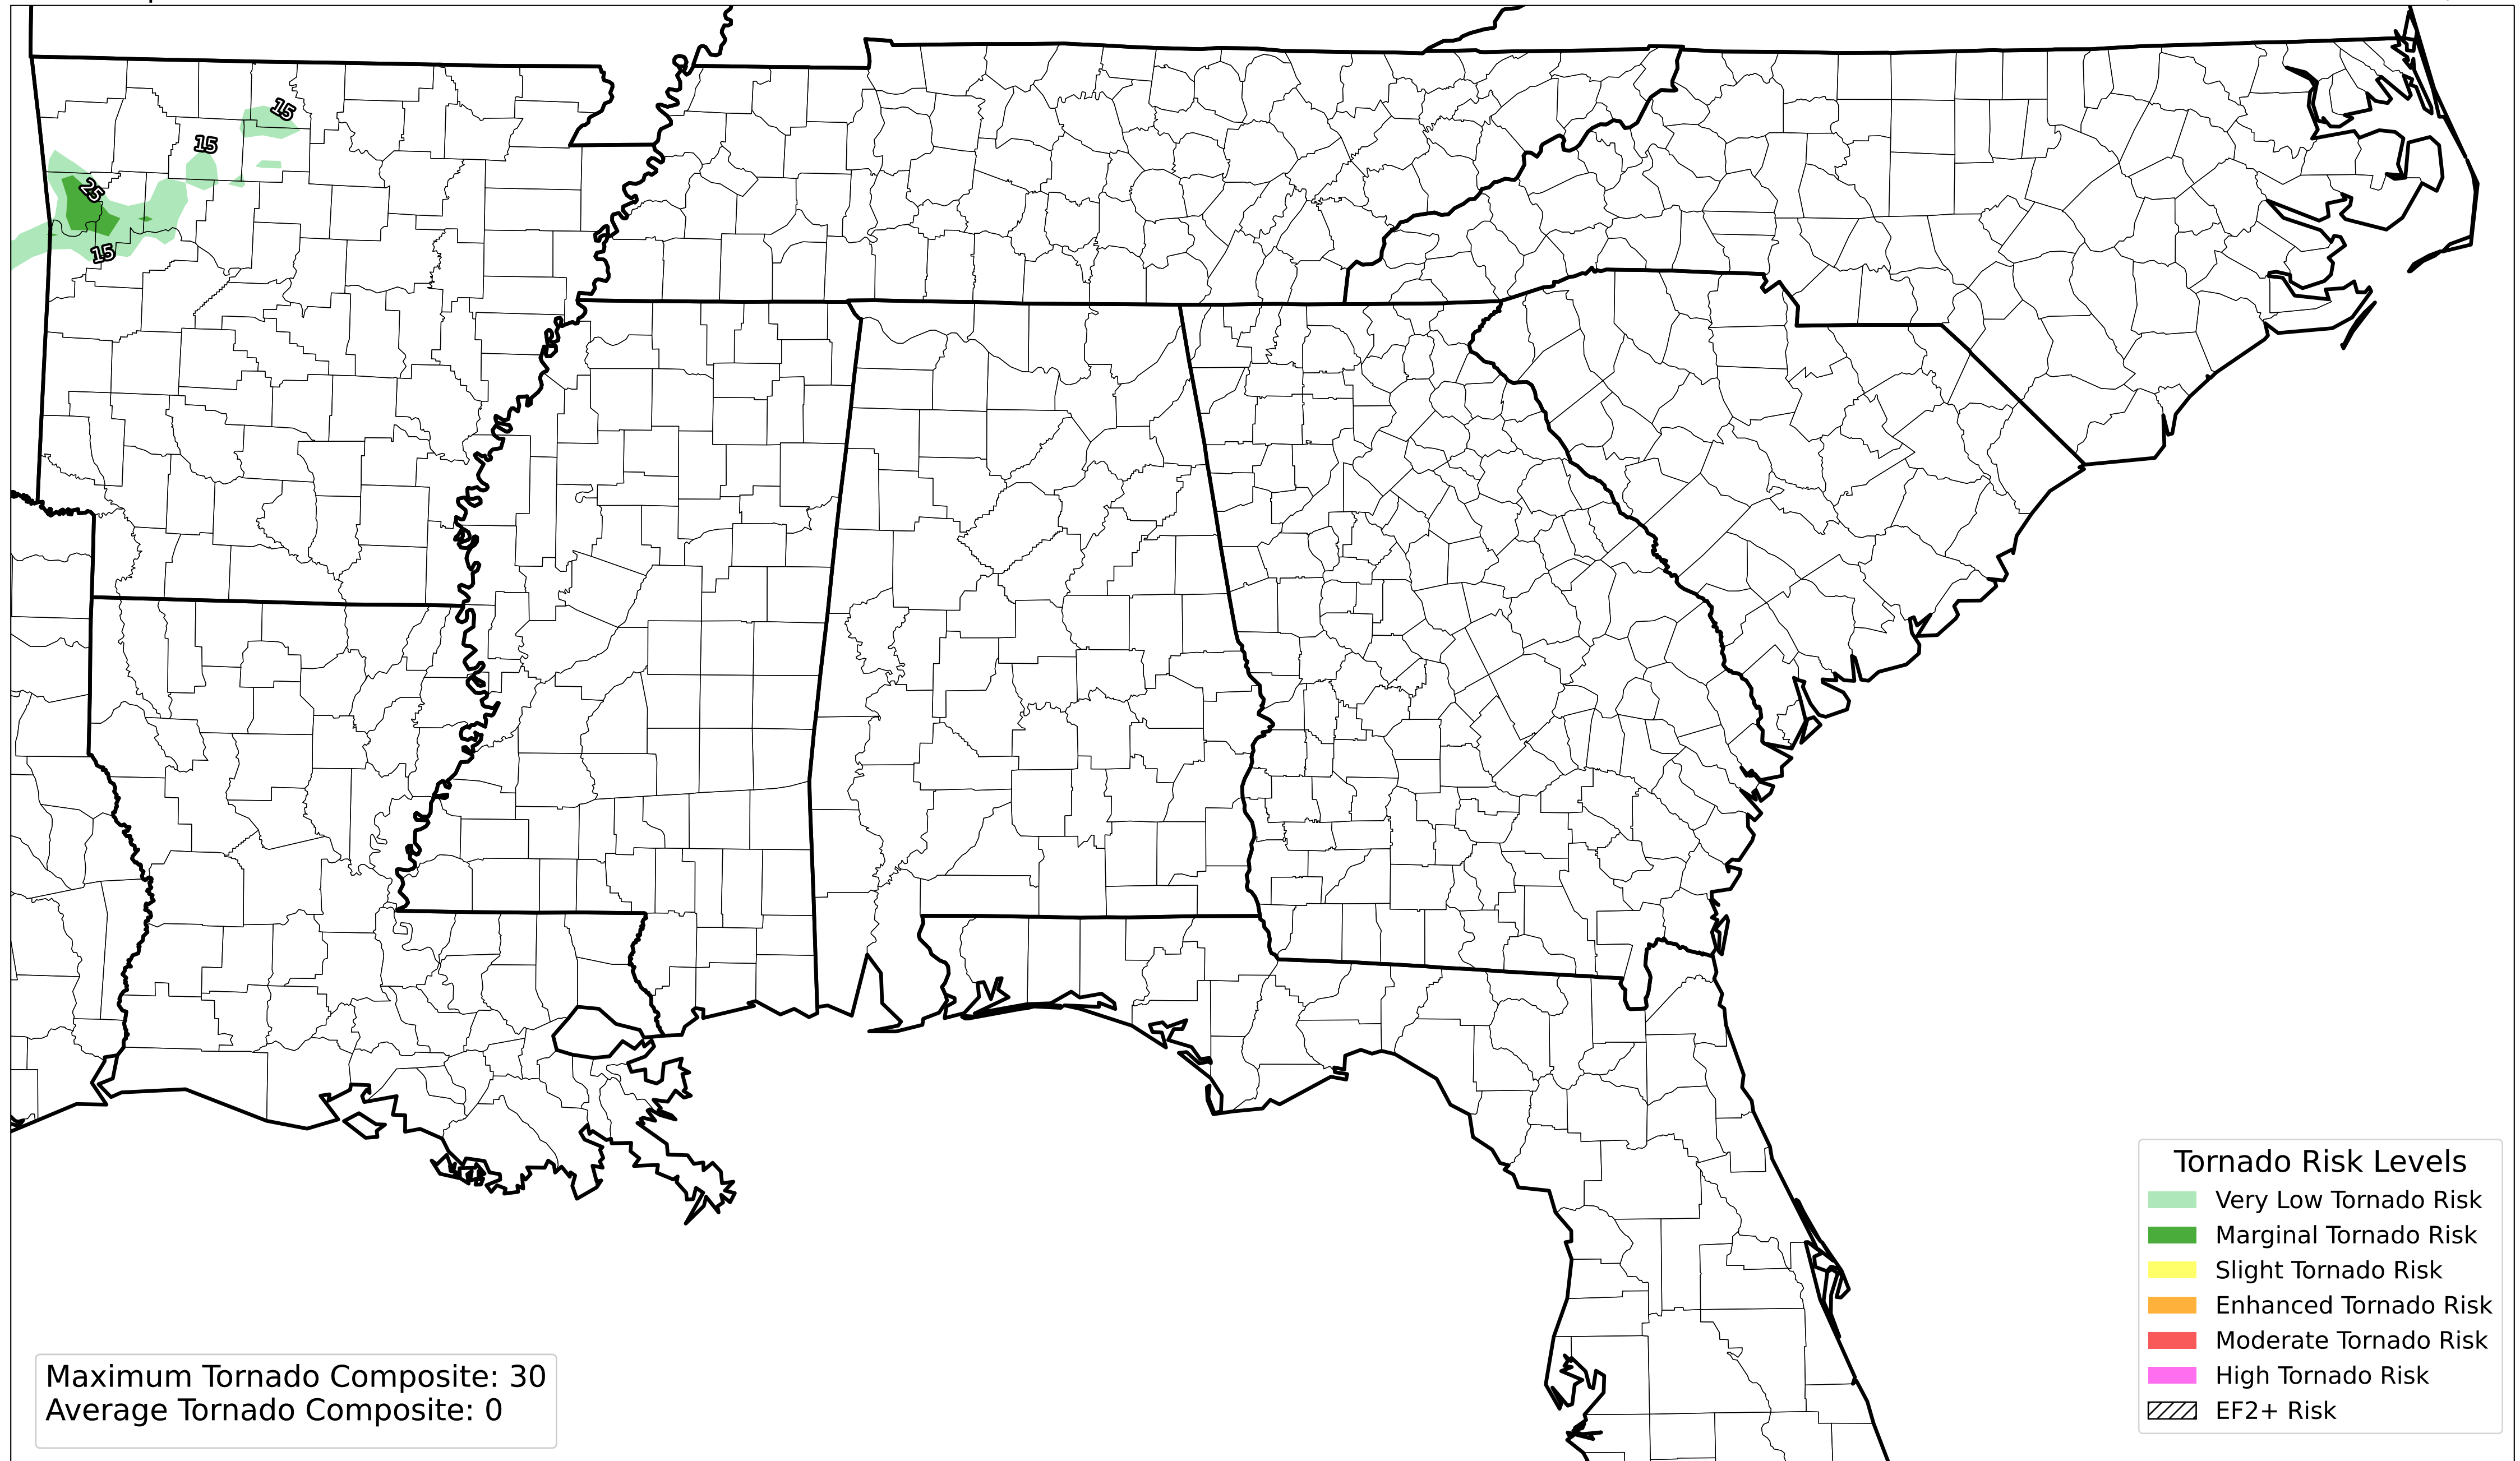 15
15
25
15
Tornado Risk Levels
Very Low Tornado Risk
Marginal Tornado Risk
Slight Tornado Risk
Enhanced Tornado Risk
Moderate Tornado Risk
High Tornado Risk
EF2+ Risk
Maximum Tornado Composite: 30
Average Tornado Composite: 0